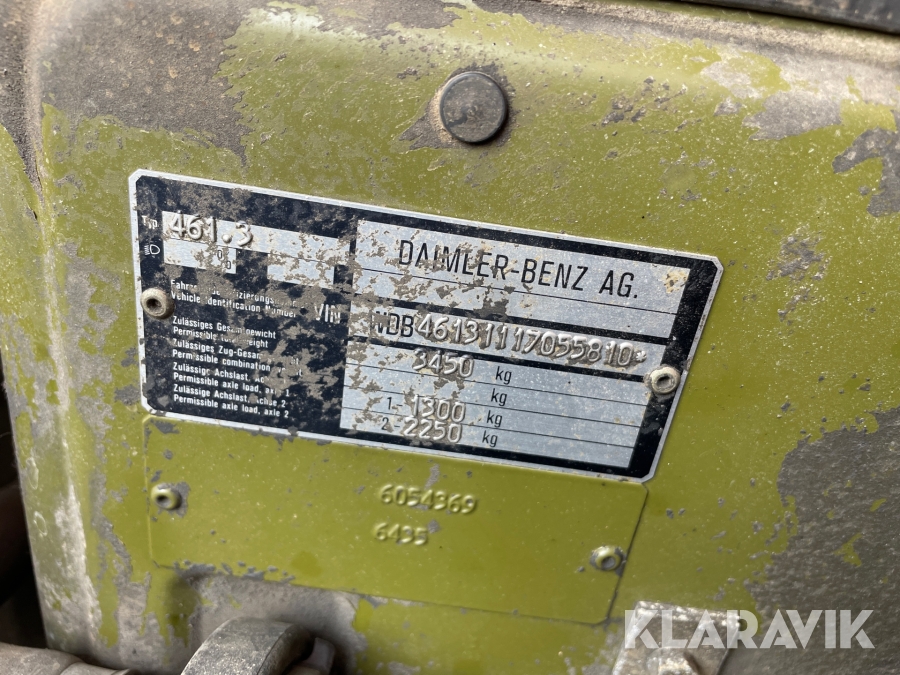 Typ 461.3 DAIMLER-BENZ AG.
Vehicle Identification Number VIN WDB46131117055810*
Zulässiges Gesamtgewicht
Permissible weight 3450 kg
Zulässiges Zug-Gesam
Permissible combination kg
Zulässige Achslast, Achse 1
Permissible axle load, axle 1 1- 1300 kg
Zulässige Achslast, Achse 2
Permissible axle load, axle 2 2- 2250 kg
6054369
6435
KLARAVIK